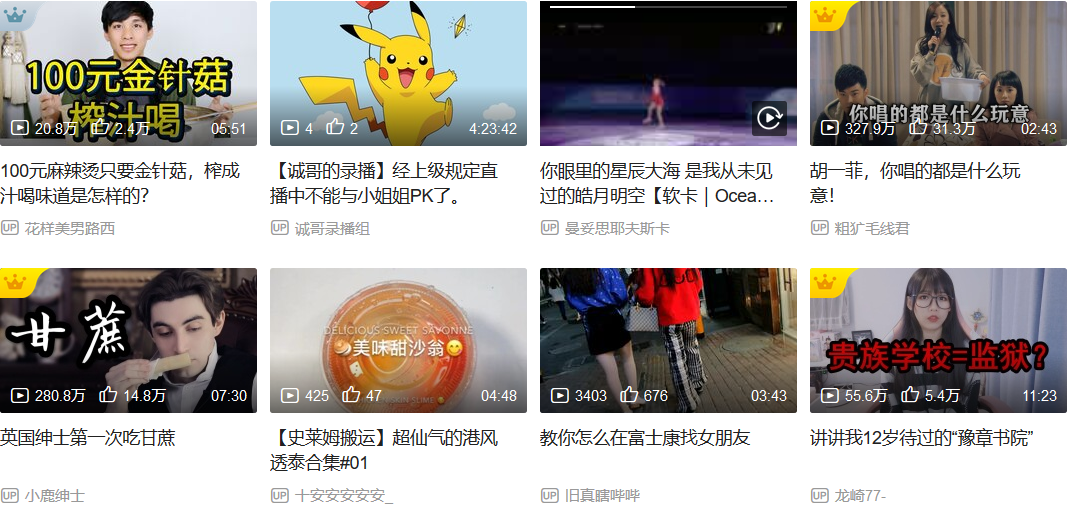 100元金针菇
榨汁喝
20.8万 2.4万 05:51
100元麻辣烫只要金针菇，榨成
汁喝味道是怎样的？
UP 花样美男路西
4 2 4:23:42
【诚哥的录播】经上级规定直
播中不能与小姐姐PK了。
UP 诚哥录播组
你眼里的星辰大海 是我从未见
过的皓月明空【软卡｜Ocea…
UP 曼妥思耶夫斯卡
你唱的都是什么玩意
327.9万 31.3万 02:43
胡一菲，你唱的都是什么玩
意！
UP 粗犷毛线君
甘蔗
280.8万 14.8万 07:30
英国绅士第一次吃甘蔗
UP 小鹿绅士
DELICIOUS SWEET SAYONNE
美味甜沙翁
425 47 04:48
【史莱姆搬运】超仙气的港风
透泰合集#01
UP 十安安安安安_
3403 676 03:43
教你怎么在富士康找女朋友
UP 旧真瞎哔哔
贵族学校=监狱？
55.6万 5.4万 11:23
讲讲我12岁待过的“豫章书院”
UP 龙崎77-